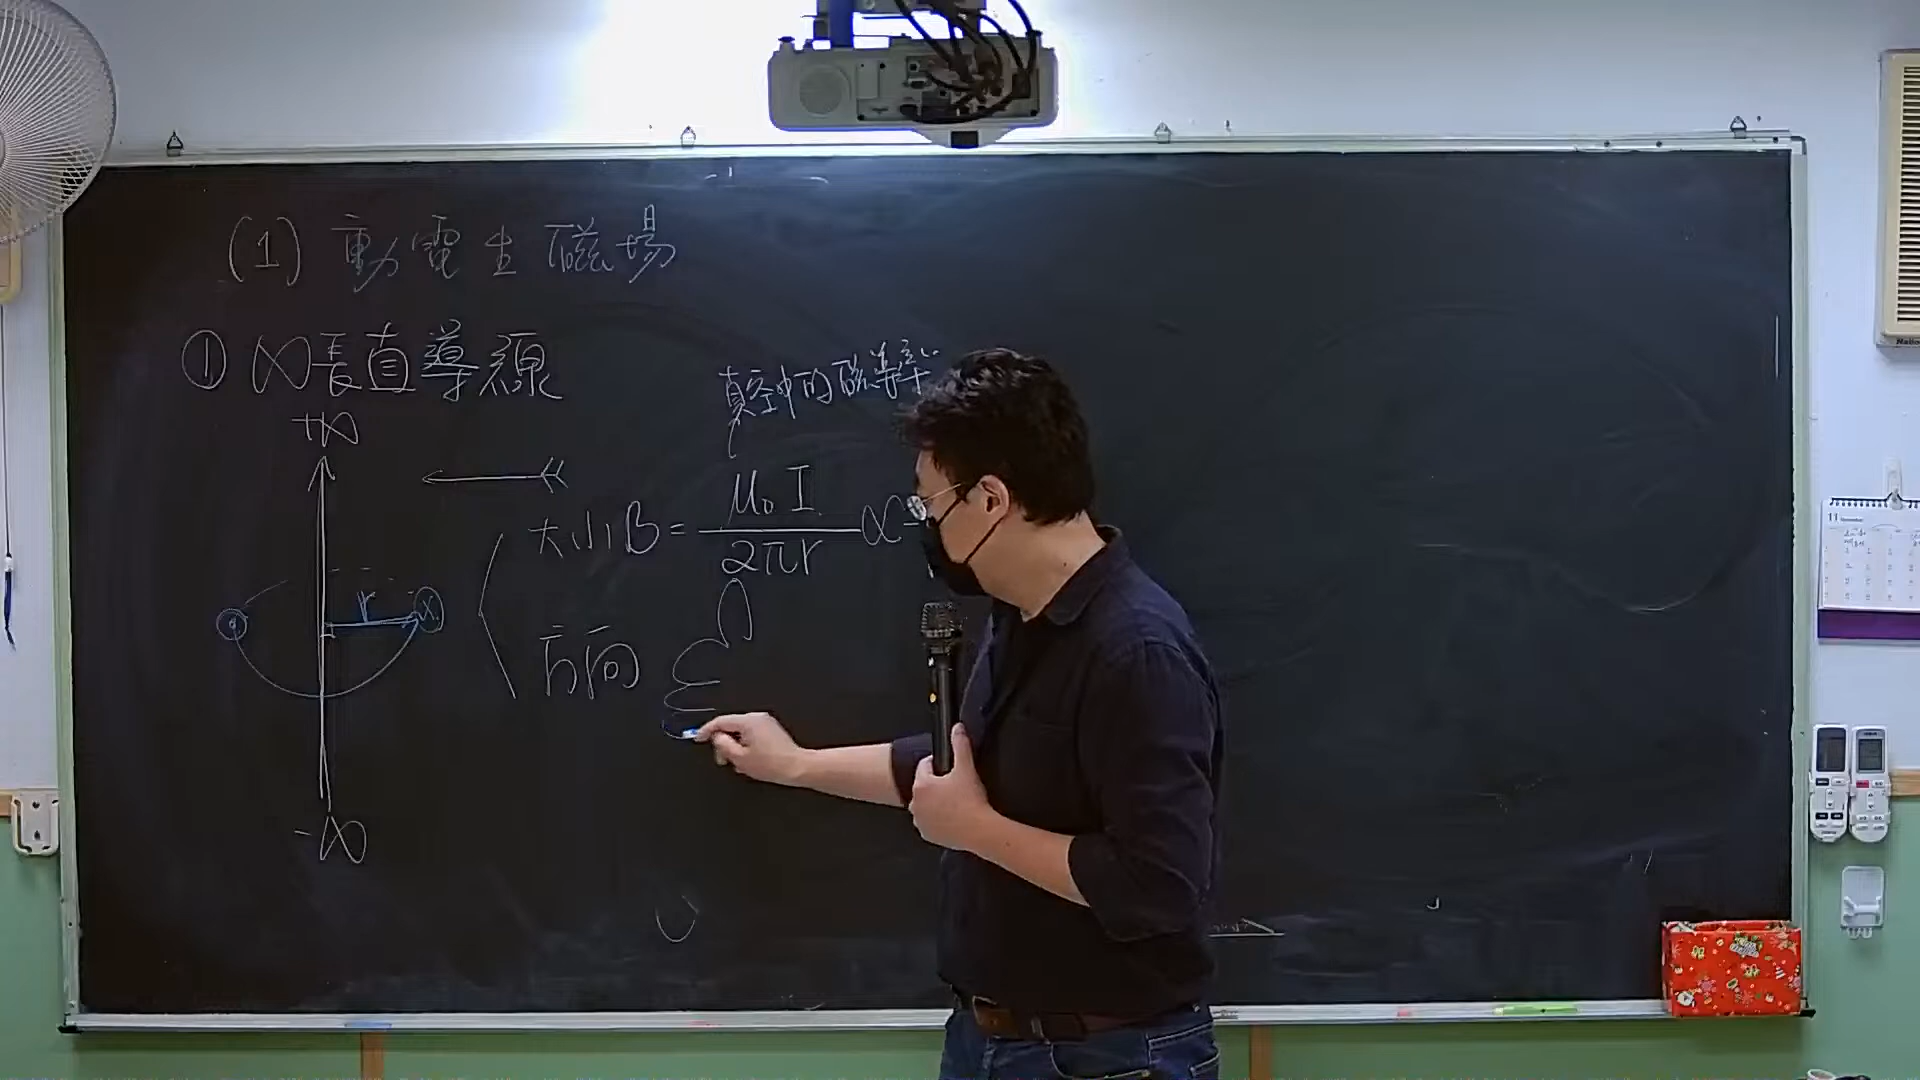 (1) 動電生磁場
① ∞長直導線
+∞
真空中的磁導率
大小 B = μ₀I / 2πr ∝
r
方向
-∞